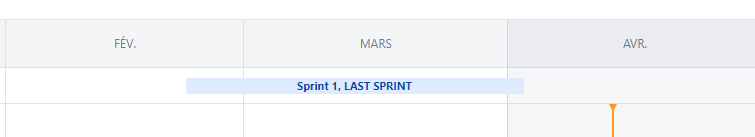 FÉV. MARS AVR.
Sprint 1, LAST SPRINT